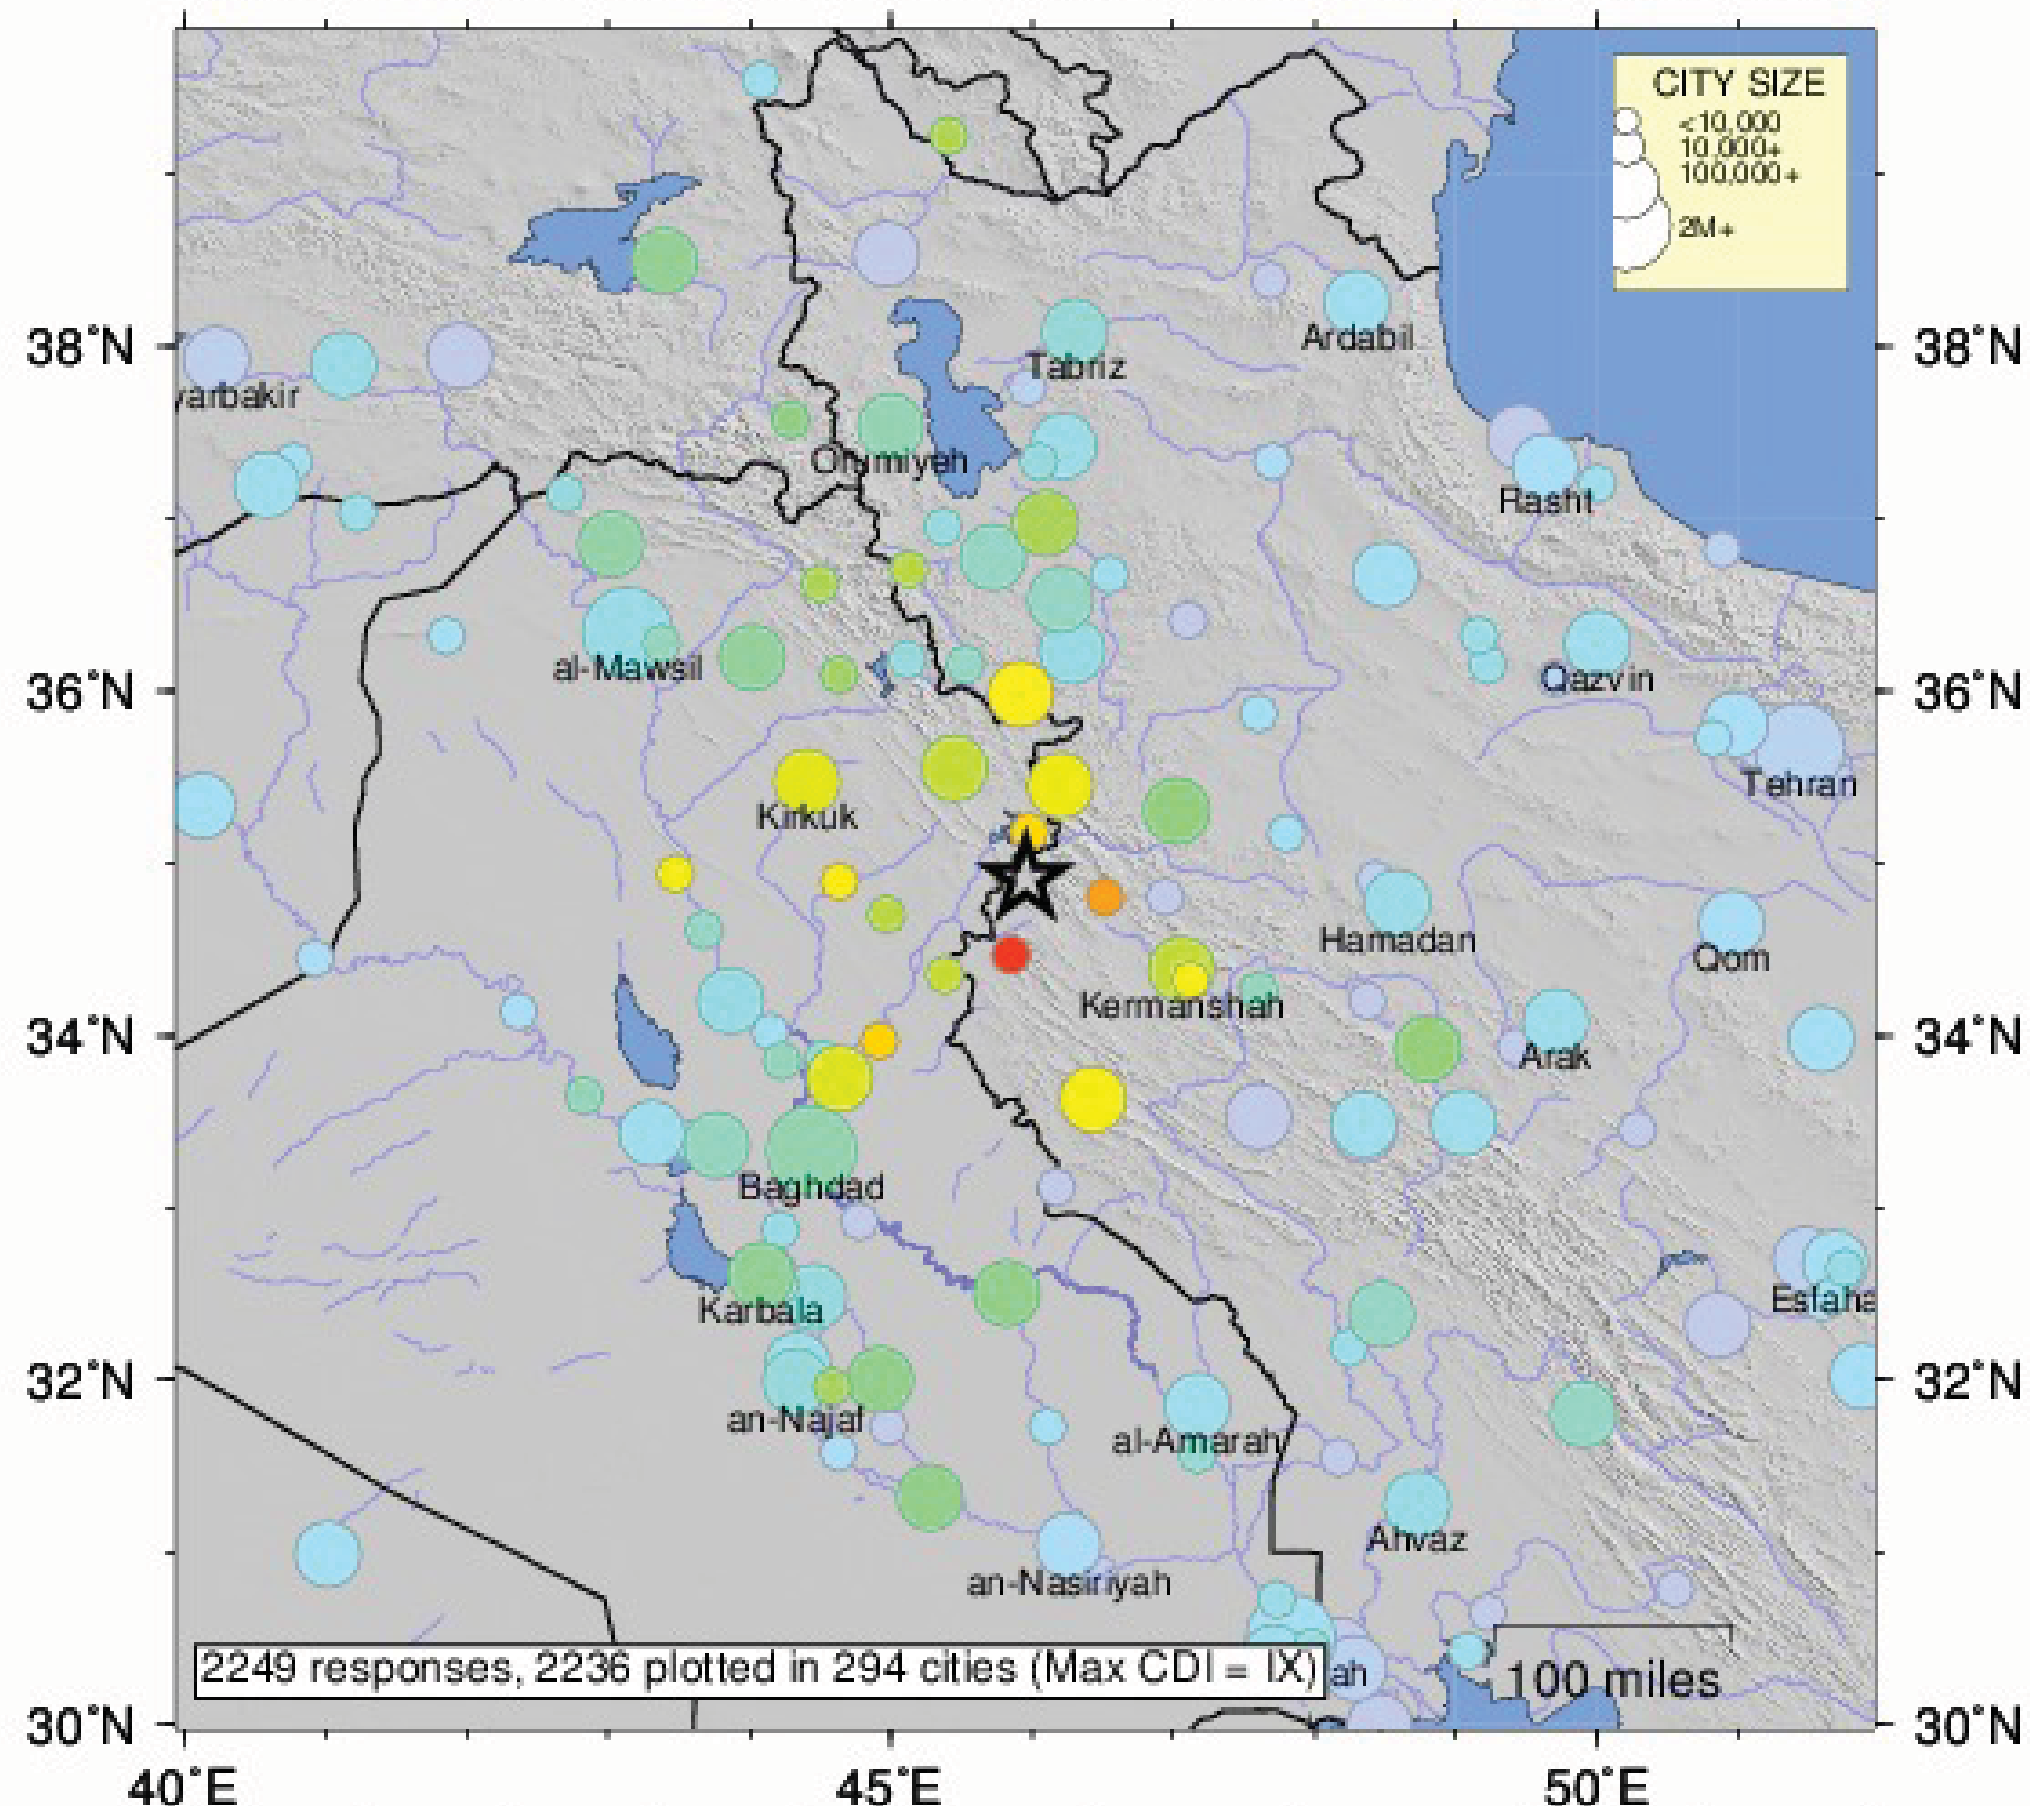 CITY SIZE
<10,000
10,000+
100,000+
2M+
38°N
38°N
Ardabil
Tabriz
yarbakir
Orumiyeh
Rasht
36°N
36°N
al-Mawsil
Qazvin
Tehran
Kirkuk
Hamadan
Qom
Kermanshah
34°N
34°N
Arak
Baghdad
Karbala
Esfaha
32°N
32°N
an-Najaf
al-Amarah
Ahvaz
an-Nasiriyah
2249 responses, 2236 plotted in 294 cities (Max CDI = IX)
ah
100 miles
30°N
30°N
40°E
45°E
50°E